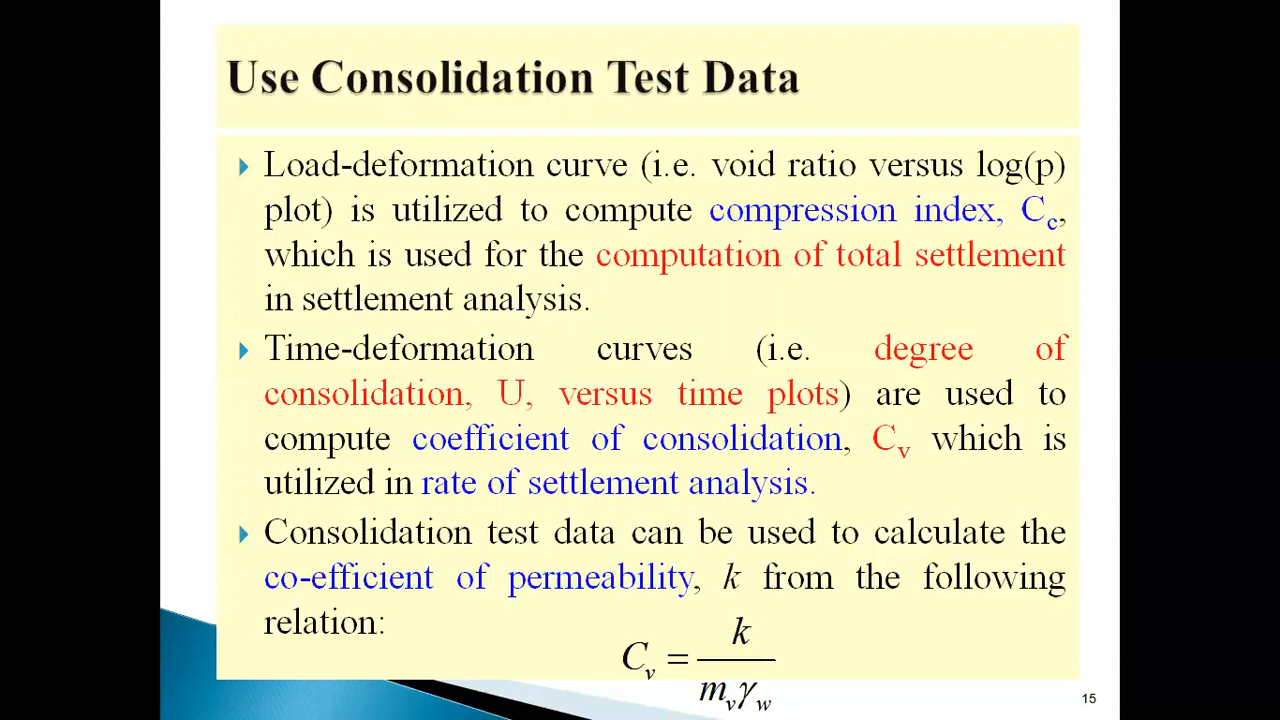 Use Consolidation Test Data
Load-deformation curve (i.e. void ratio versus log(p)
plot) is utilized to compute compression index, Cc,
which is used for the computation of total settlement
in settlement analysis.
Time-deformation curves (i.e. degree of
consolidation, U, versus time plots) are used to
compute coefficient of consolidation, Cv which is
utilized in rate of settlement analysis.
Consolidation test data can be used to calculate the
co-efficient of permeability, k from the following
relation:
Cv = k / mvγw
15